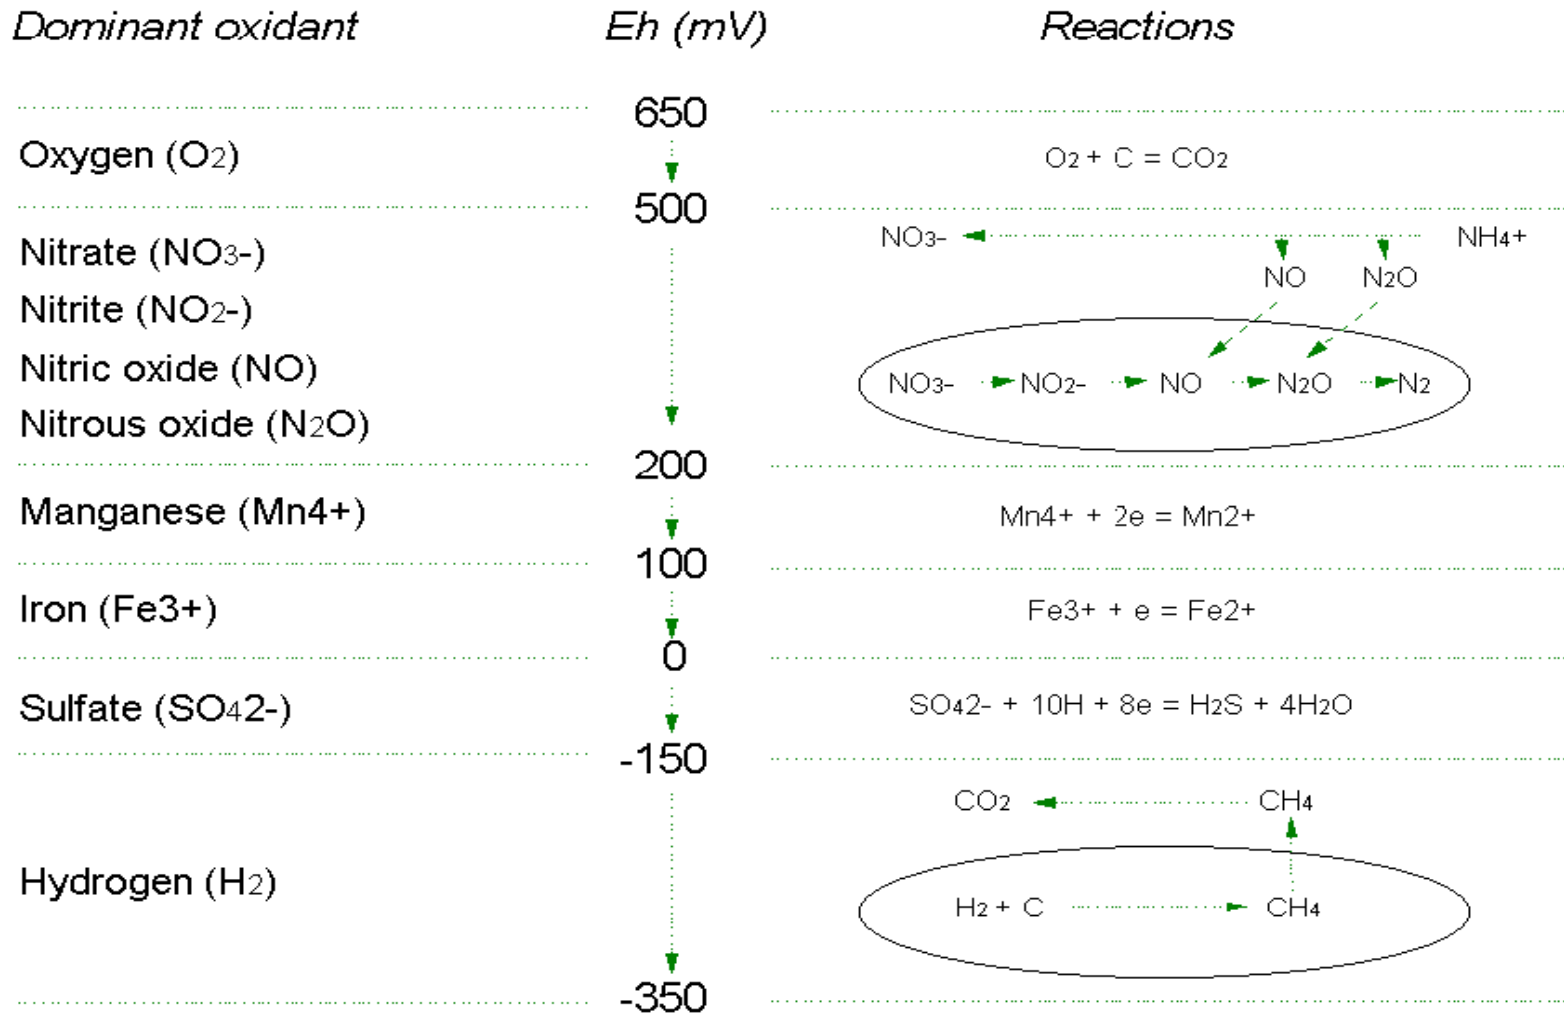 Dominant oxidant Eh (mV) Reactions
650
Oxygen (O2) O2 + C = CO2
500
NO3- NH4+
Nitrate (NO3-)
NO N2O
Nitrite (NO2-)
Nitric oxide (NO) NO3- NO2- NO N2O N2
Nitrous oxide (N2O)
200
Manganese (Mn4+) Mn4+ + 2e = Mn2+
100
Iron (Fe3+) Fe3+ + e = Fe2+
0
Sulfate (SO42-) SO42- + 10H + 8e = H2S + 4H2O
-150
CO2 CH4
Hydrogen (H2) H2 + C CH4
-350